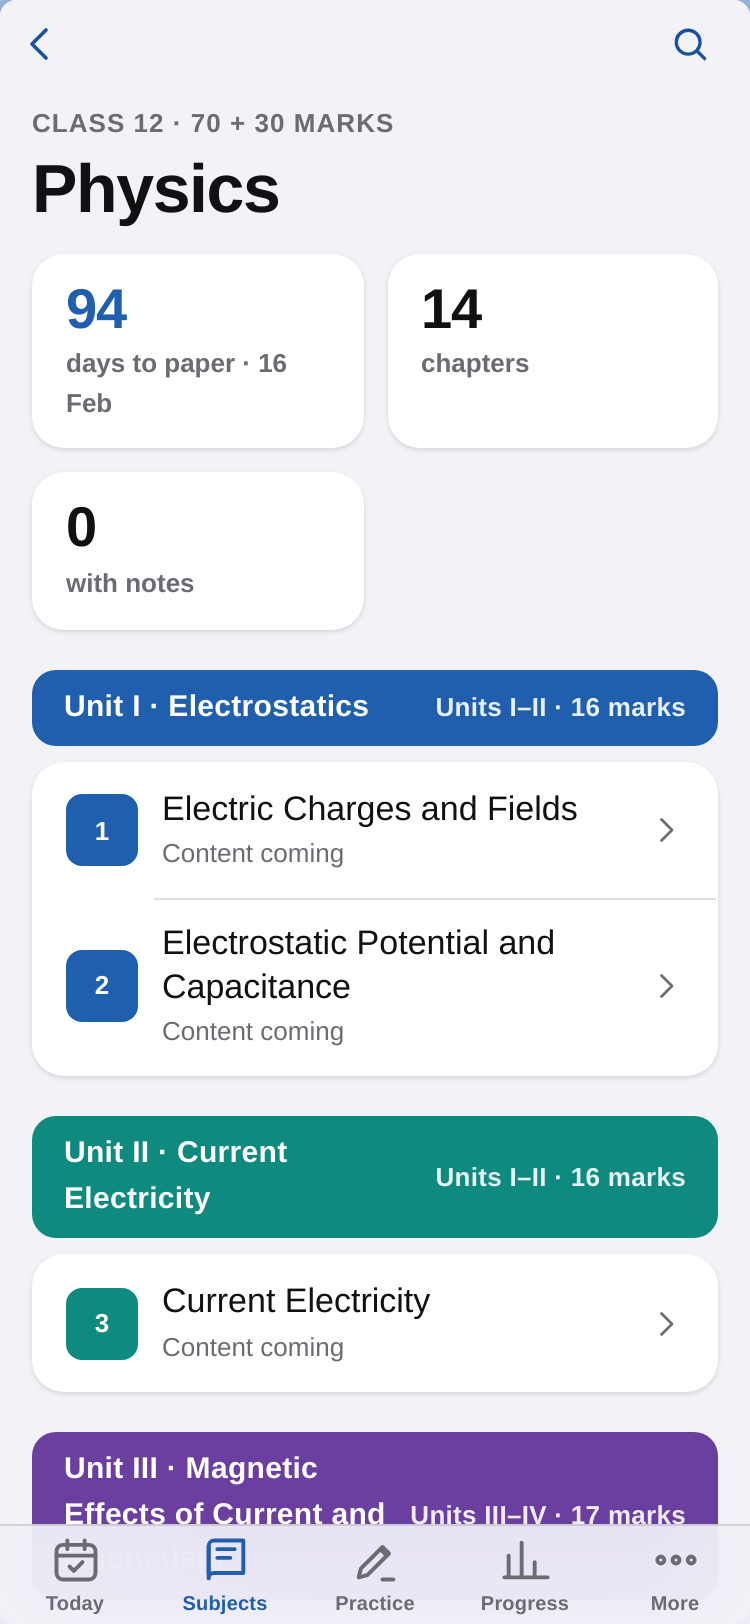 CLASS 12 · 70 + 30 MARKS
Physics
94
days to paper · 16
Feb
14
chapters
0
with notes
Unit I · Electrostatics
Units I–II · 16 marks
1
Electric Charges and Fields
Content coming
2
Electrostatic Potential and
Capacitance
Content coming
Unit II · Current
Electricity
Units I–II · 16 marks
3
Current Electricity
Content coming
Unit III · Magnetic
Effects of Current and
Units III–IV · 17 marks
Today
Subjects
Practice
Progress
More